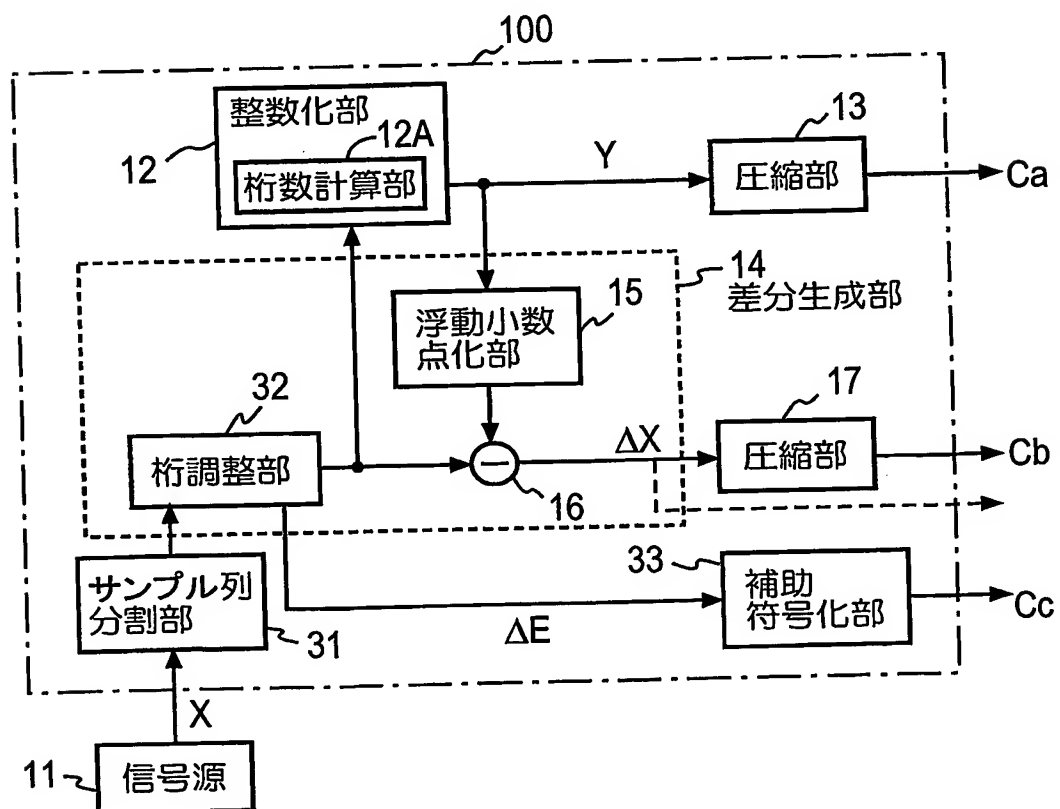 100
整数化部
12A
12
桁数計算部
Y
13
圧縮部
Ca
14
差分生成部
15
浮動小数
点化部
32
桁調整部
ΔX
16
17
圧縮部
Cb
サンプル列
分割部
31
ΔE
33
補助
符号化部
Cc
X
11
信号源